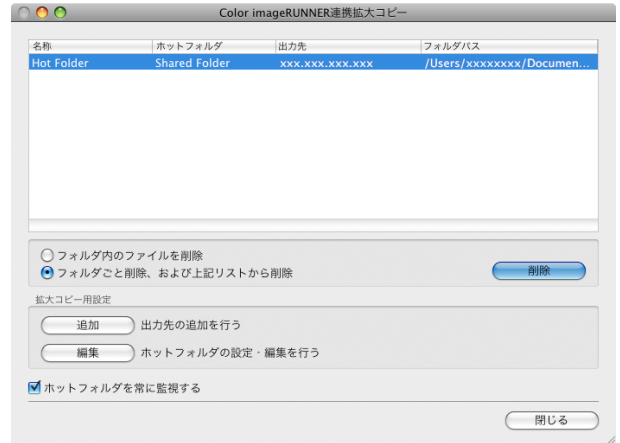 Color imageRUNNER連携拡大コピー
名称 ホットフォルダ 出力先 フォルダパス
Hot Folder Shared Folder xxx.xxx.xxx.xxx /Users/xxxxxxxx/Documen...
フォルダ内のファイルを削除
フォルダごと削除、および上記リストから削除 削除
拡大コピー用設定
追加 出力先の追加を行う
編集 ホットフォルダの設定・編集を行う
ホットフォルダを常に監視する
閉じる